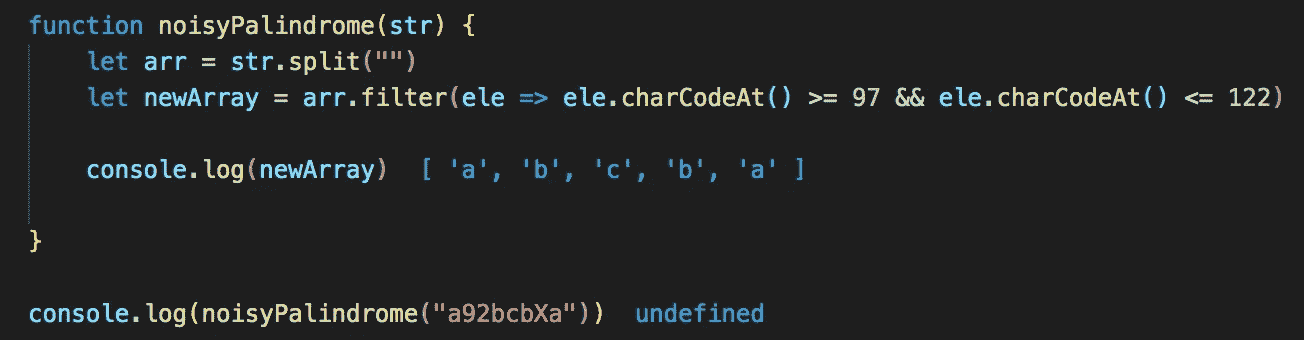 function noisyPalindrome(str) {
    let arr = str.split("")
    let newArray = arr.filter(ele => ele.charCodeAt() >= 97 && ele.charCodeAt() <= 122)
    console.log(newArray)  [ 'a', 'b', 'c', 'b', 'a' ]
}
console.log(noisyPalindrome("a92bcbXa"))  undefined